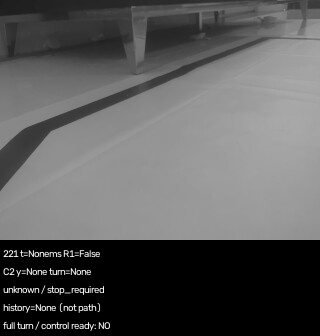 221 t=Nonems R1=False
C2 y=None turn=None
unknown / stop_required
history=None (not path)
full turn / control ready: NO